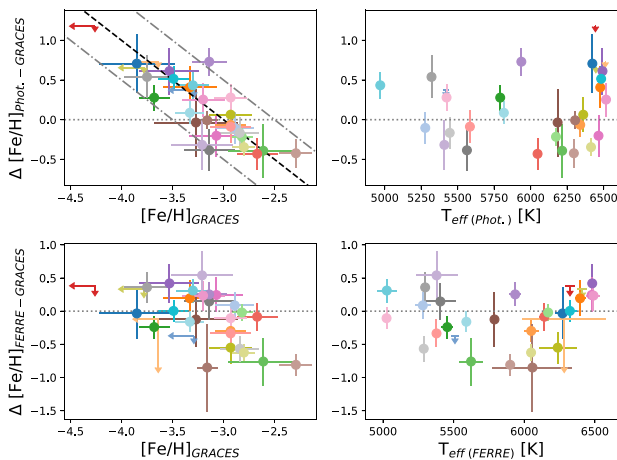 Δ [Fe/H]Phot. − GRACES
1.0
0.5
0.0
−0.5
−4.5 −4.0 −3.5 −3.0 −2.5
[Fe/H]GRACES
1.0
0.5
0.0
−0.5
5000 5250 5500 5750 6000 6250 6500
Teff (Phot.) [K]
Δ [Fe/H]FERRE − GRACES
1.0
0.5
0.0
−0.5
−1.0
−1.5
−4.5 −4.0 −3.5 −3.0 −2.5
[Fe/H]GRACES
1.0
0.5
0.0
−0.5
−1.0
−1.5
5000 5500 6000 6500
Teff (FERRE) [K]